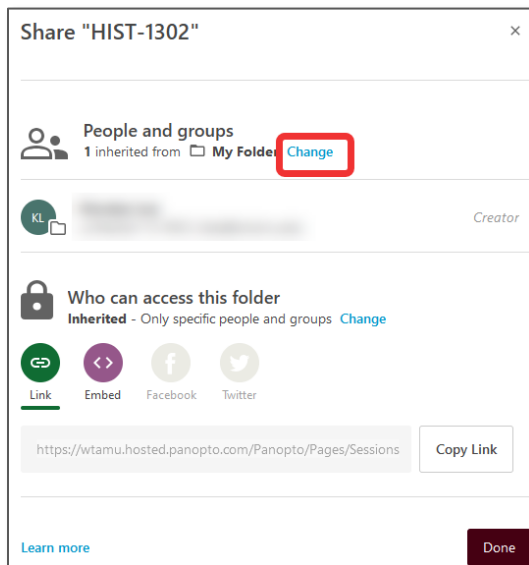 Share "HIST-1302"
×
People and groups
1 inherited from My Folder Change
KL
Creator
Who can access this folder
Inherited - Only specific people and groups Change
Link Embed Facebook Twitter
https://wtamu.hosted.panopto.com/Panopto/Pages/Sessions Copy Link
Learn more Done